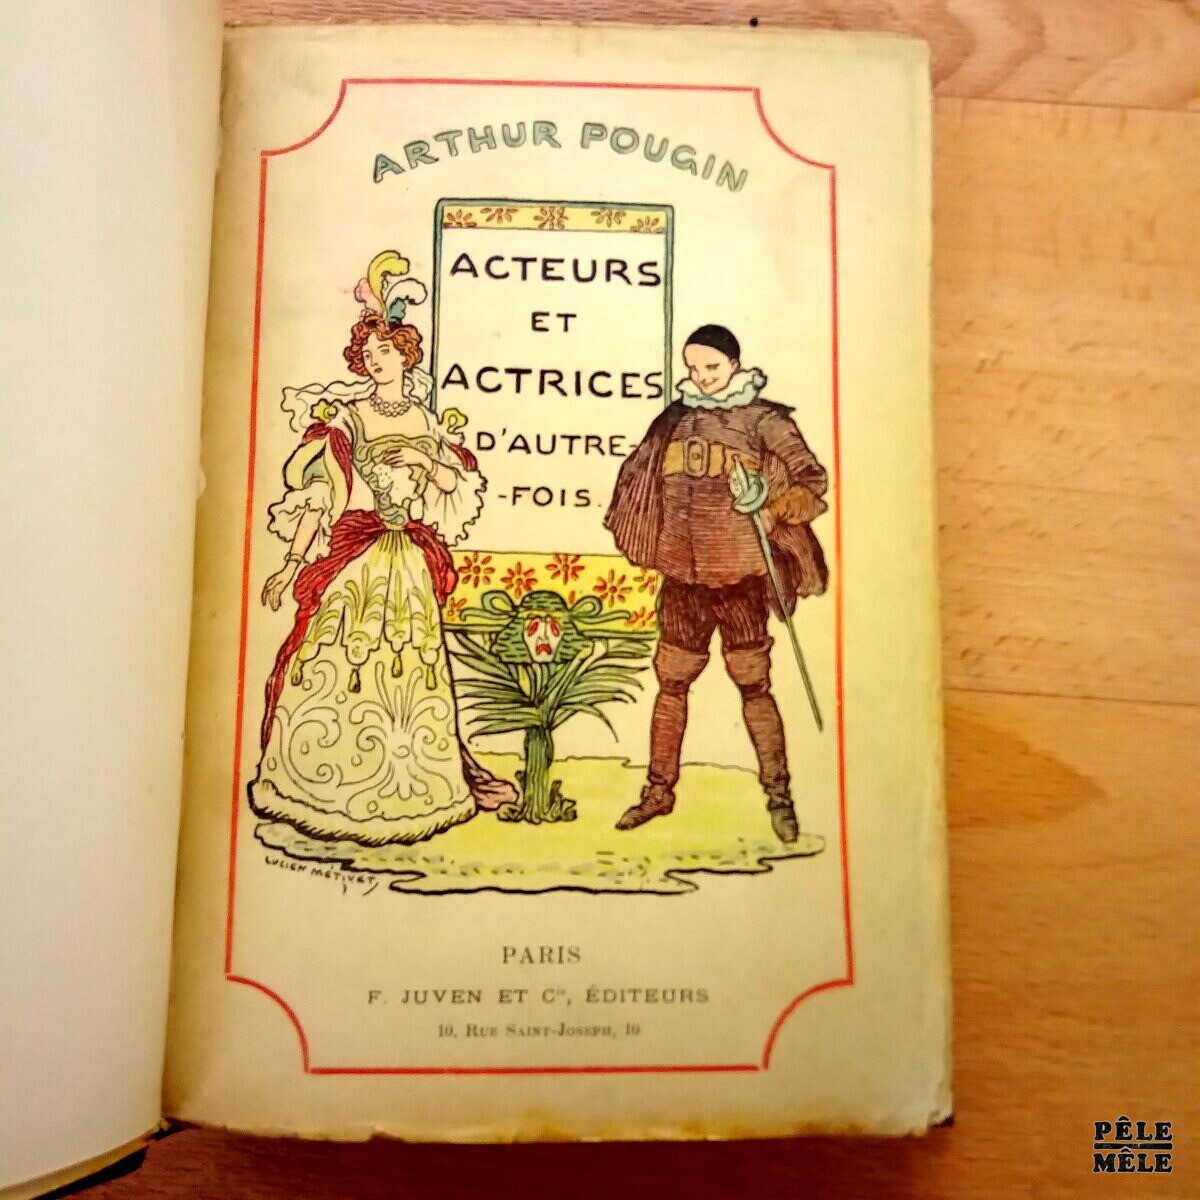 ARTHUR POUGIN
ACTEURS
ET
ACTRICES
D'AUTRE-
-FOIS.
LUCIEN MÉTIVET
PARIS
F. JUVEN ET Cie, ÉDITEURS
10, RUE SAINT-JOSEPH, 10
PÊLE
MÊLE